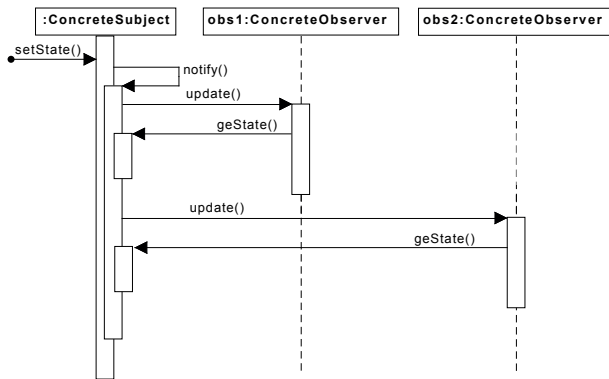 :ConcreteSubject
obs1:ConcreteObserver
obs2:ConcreteObserver
setState()
notify()
update()
geState()
update()
geState()